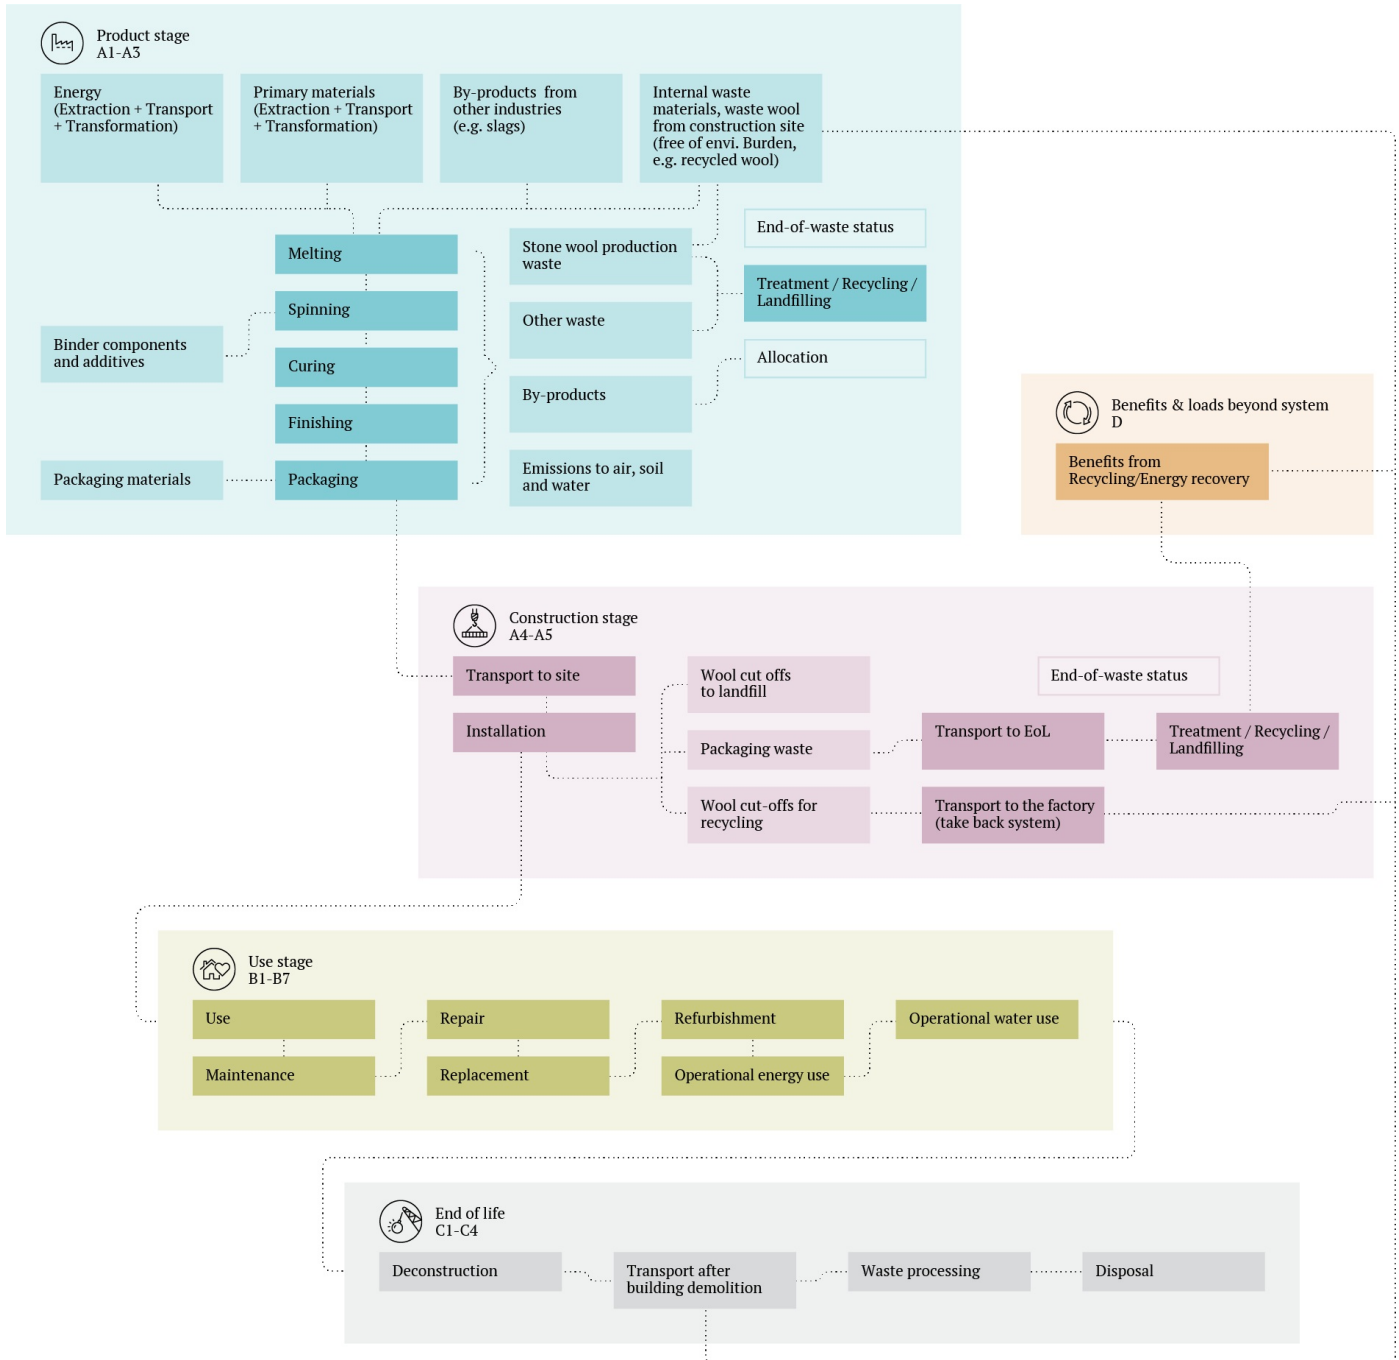 Product stage
A1-A3
Energy
(Extraction + Transport
+ Transformation)
Primary materials
(Extraction + Transport
+ Transformation)
By-products from
other industries
(e.g. slags)
Internal waste
materials, waste wool
from construction site
(free of envi. Burden,
e.g. recycled wool)
Melting
Spinning
Curing
Finishing
Packaging
Binder components
and additives
Packaging materials
Stone wool production
waste
Other waste
By-products
Emissions to air, soil
and water
End-of-waste status
Treatment / Recycling /
Landfilling
Allocation
Benefits & loads beyond system
D
Benefits from
Recycling/Energy recovery
Construction stage
A4-A5
Transport to site
Installation
Wool cut offs
to landfill
Packaging waste
Wool cut-offs for
recycling
End-of-waste status
Transport to EoL
Treatment / Recycling /
Landfilling
Transport to the factory
(take back system)
Use stage
B1-B7
Use
Maintenance
Repair
Replacement
Refurbishment
Operational energy use
Operational water use
End of life
C1-C4
Deconstruction
Transport after
building demolition
Waste processing
Disposal